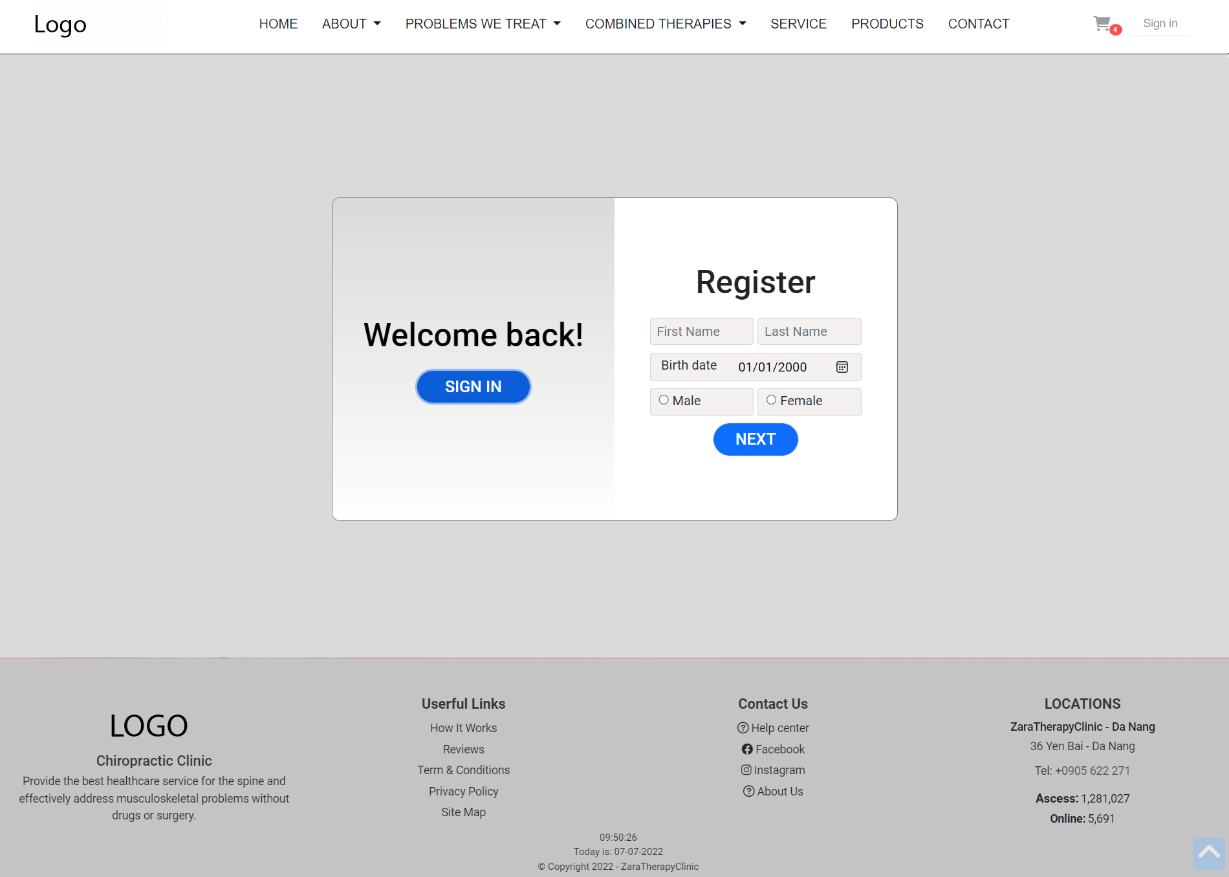 Logo
HOME ABOUT PROBLEMS WE TREAT COMBINED THERAPIES SERVICE PRODUCTS CONTACT
4
Sign in
Welcome back!
SIGN IN
Register
First Name Last Name
Birth date 01/01/2000
Male Female
NEXT
LOGO
Chiropractic Clinic
Provide the best healthcare service for the spine and
effectively address musculoskeletal problems without
drugs or surgery.
Userful Links
How It Works
Reviews
Term & Conditions
Privacy Policy
Site Map
Contact Us
Help center
Facebook
Instagram
About Us
LOCATIONS
ZaraTherapyClinic - Da Nang
36 Yen Bai - Da Nang
Tel: +0905 622 271
Ascess: 1,281,027
Online: 5,691
09:50:26
Today is: 07-07-2022
© Copyright 2022 - ZaraTherapyClinic